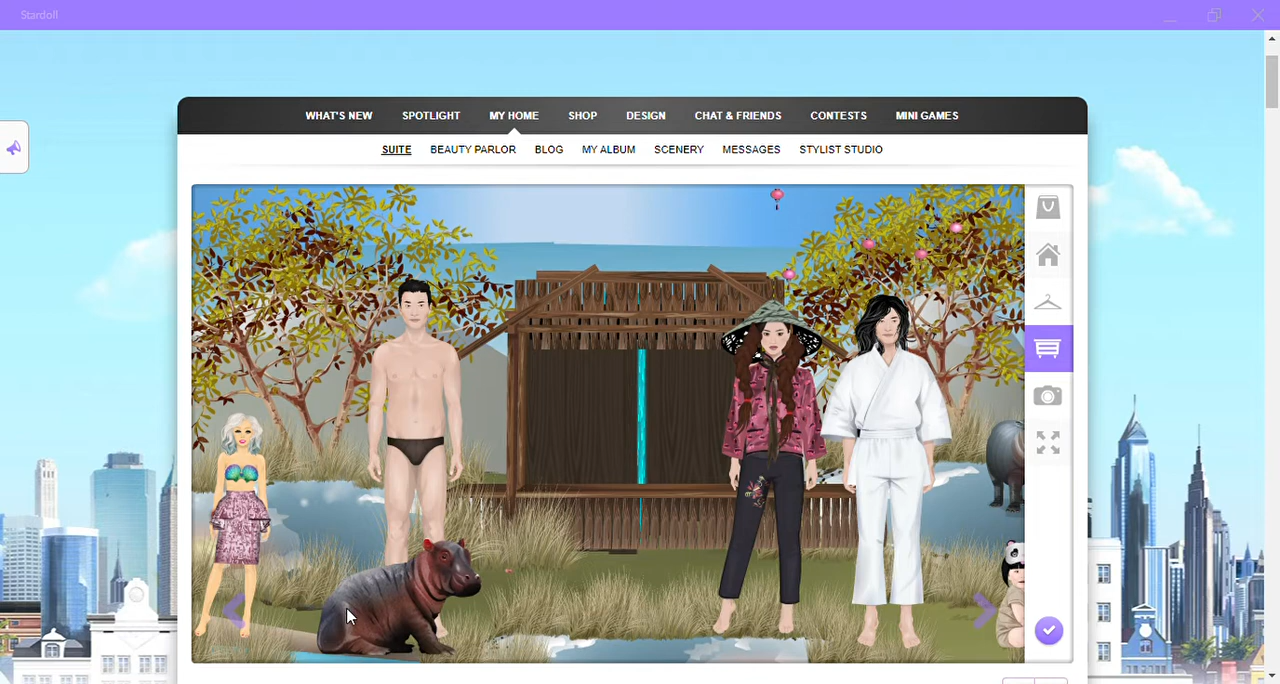 Stardoll
WHAT'S NEW SPOTLIGHT MY HOME SHOP DESIGN CHAT & FRIENDS CONTESTS MINI GAMES
SUITE BEAUTY PARLOR BLOG MY ALBUM SCENERY MESSAGES STYLIST STUDIO